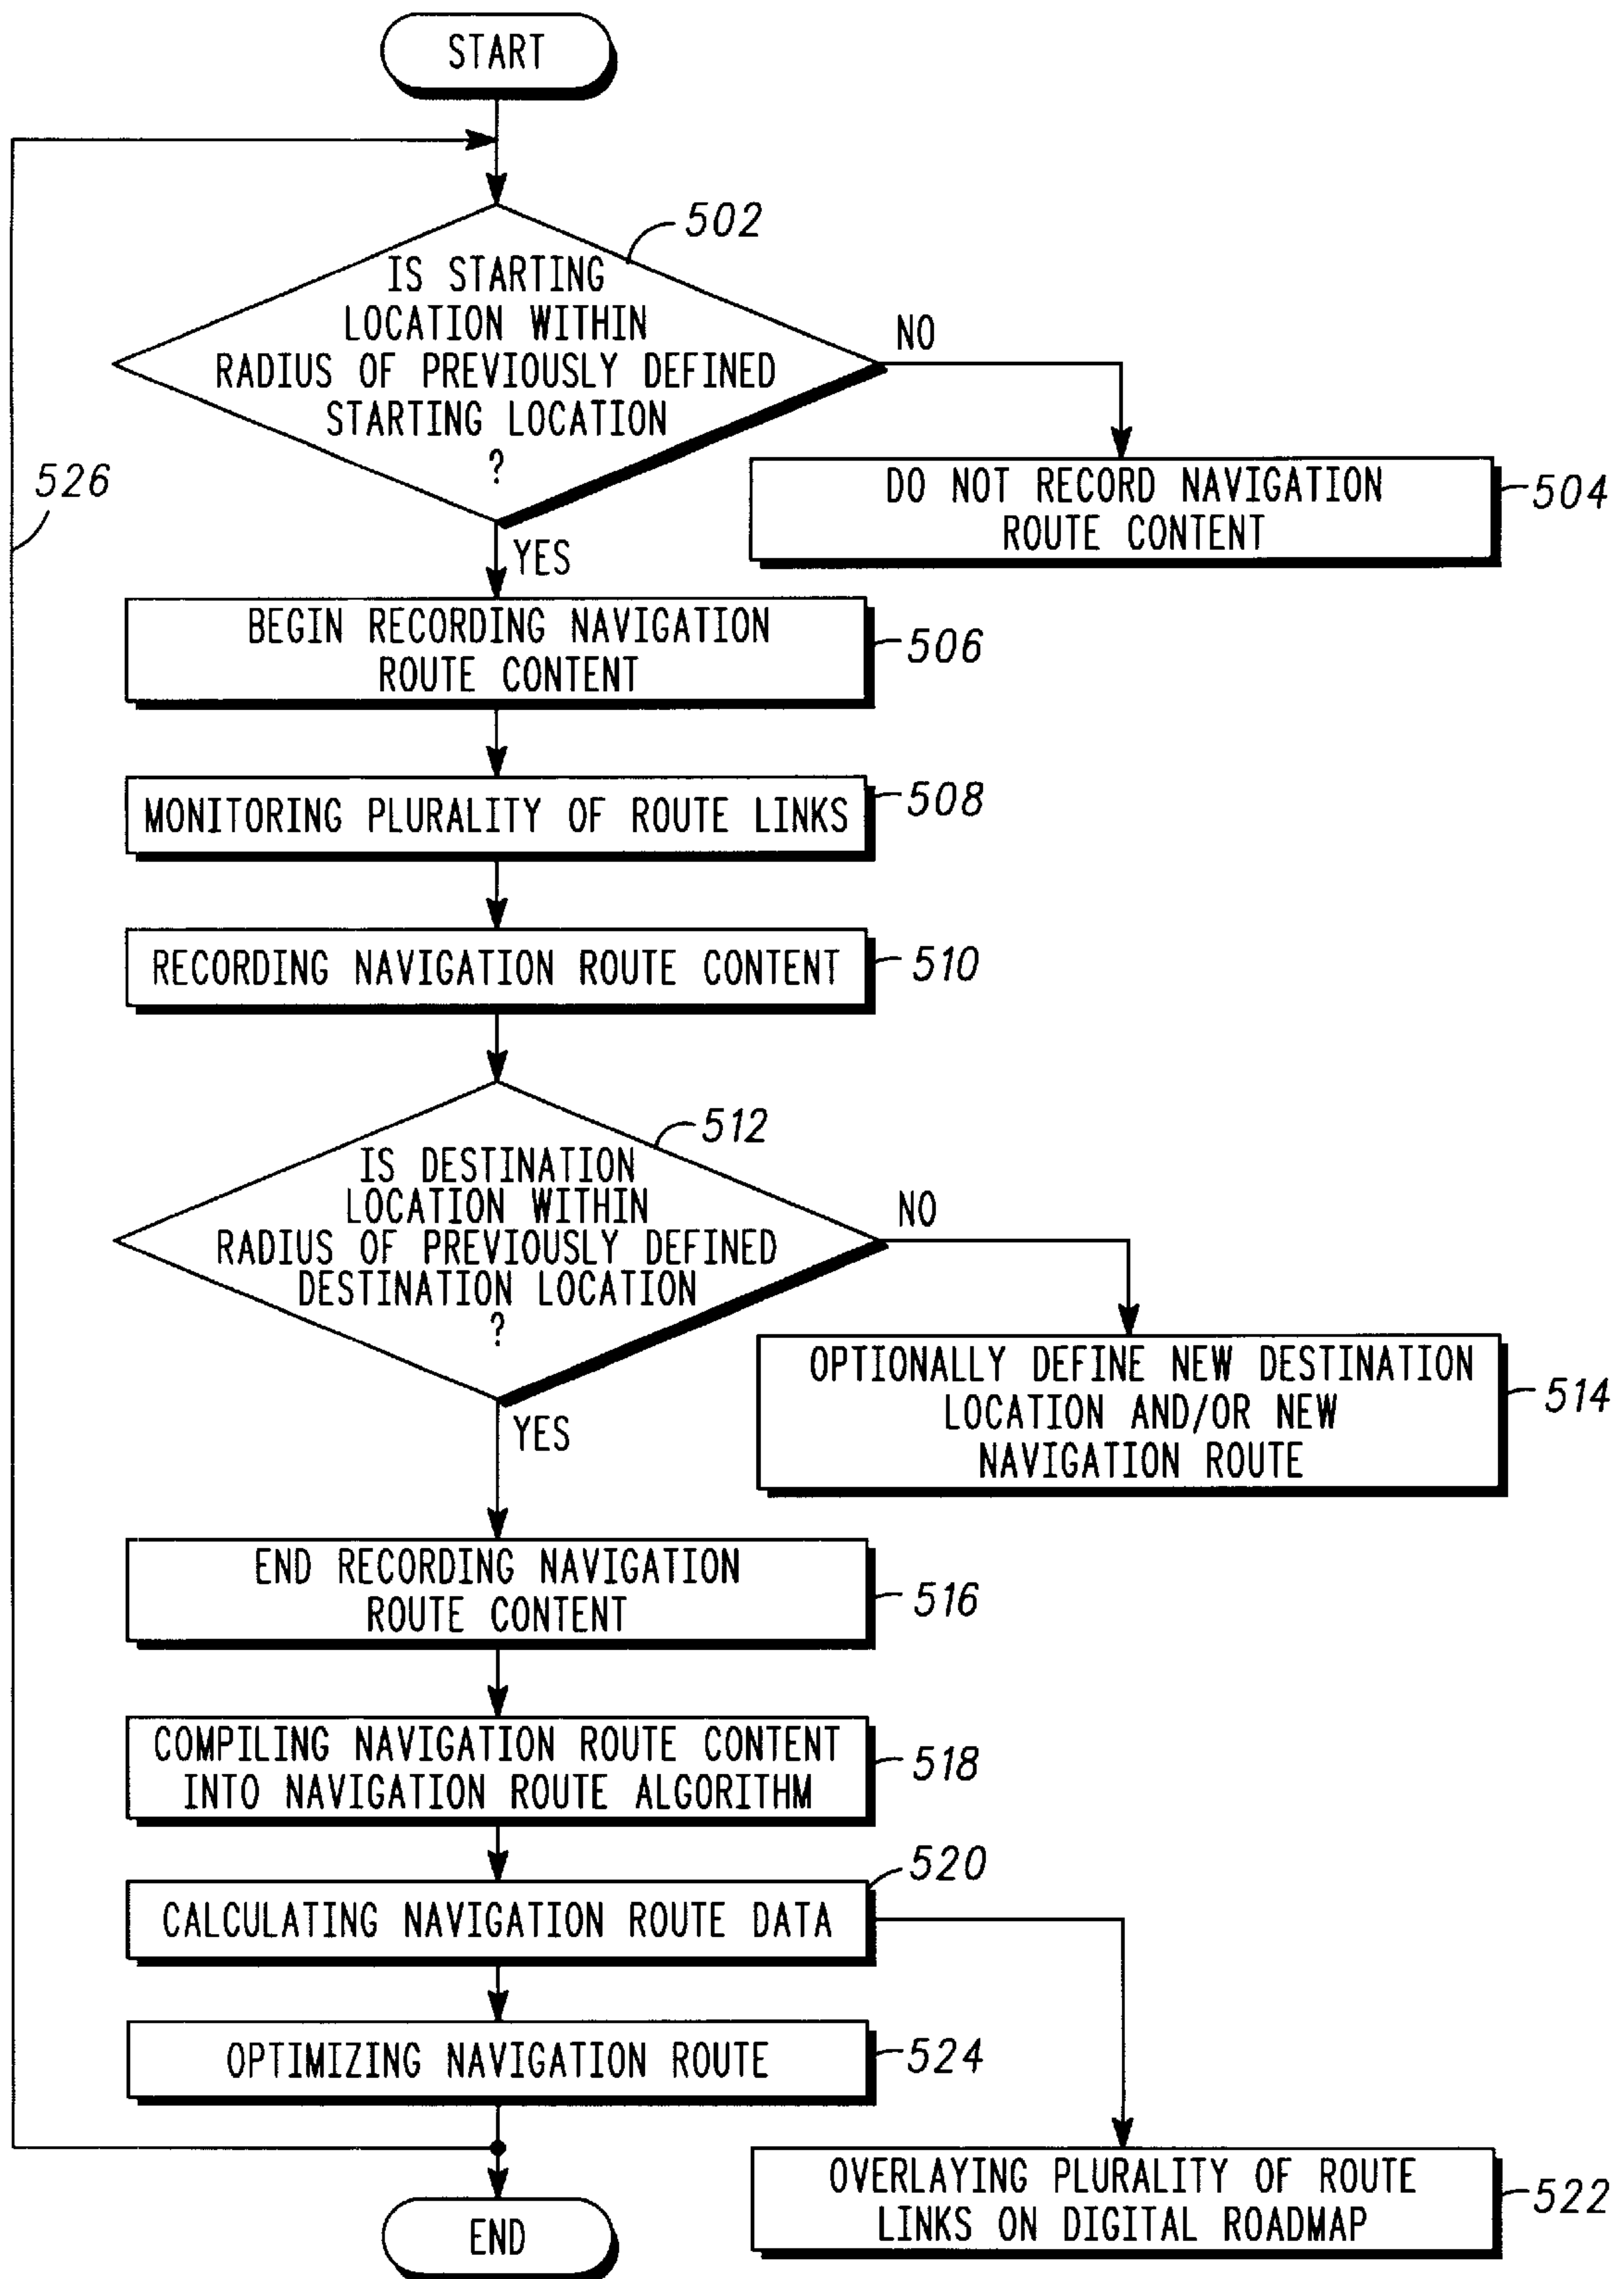 START
502
IS STARTING
LOCATION WITHIN
RADIUS OF PREVIOUSLY DEFINED
STARTING LOCATION
?
NO
YES
526
DO NOT RECORD NAVIGATION
ROUTE CONTENT
504
BEGIN RECORDING NAVIGATION
ROUTE CONTENT
506
MONITORING PLURALITY OF ROUTE LINKS
508
RECORDING NAVIGATION ROUTE CONTENT
510
512
IS DESTINATION
LOCATION WITHIN
RADIUS OF PREVIOUSLY DEFINED
DESTINATION LOCATION
?
NO
YES
OPTIONALLY DEFINE NEW DESTINATION
LOCATION AND/OR NEW
NAVIGATION ROUTE
514
END RECORDING NAVIGATION
ROUTE CONTENT
516
COMPILING NAVIGATION ROUTE CONTENT
INTO NAVIGATION ROUTE ALGORITHM
518
520
CALCULATING NAVIGATION ROUTE DATA
OPTIMIZING NAVIGATION ROUTE
524
OVERLAYING PLURALITY OF ROUTE
LINKS ON DIGITAL ROADMAP
522
END